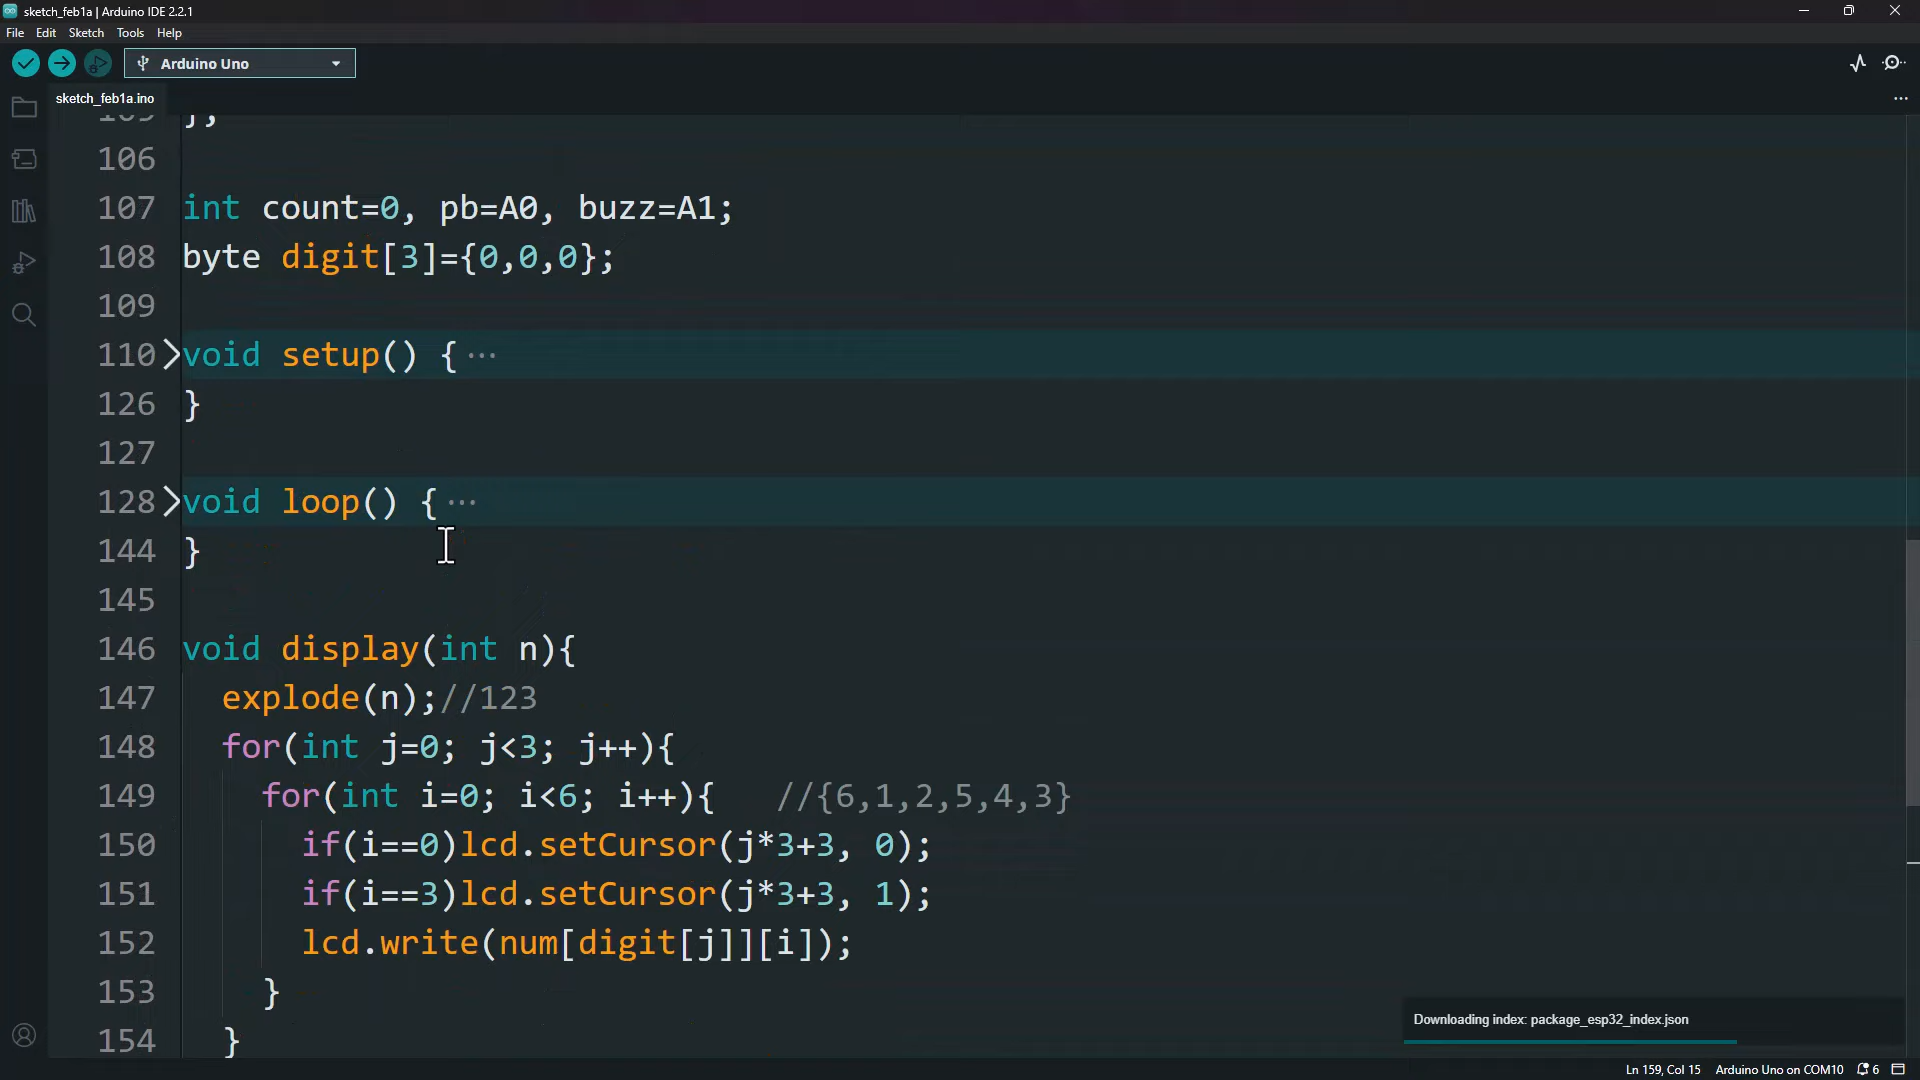 sketch_feb1a | Arduino IDE 2.2.1
File Edit Sketch Tools Help
Arduino Uno
sketch_feb1a.ino
105 };
106
107 int count=0, pb=A0, buzz=A1;
108 byte digit[3]={0,0,0};
109
110 void setup() { ···
126 }
127
128 void loop() { ···
144 }
145
146 void display(int n){
147 explode(n);//123
148 for(int j=0; j<3; j++){
149 for(int i=0; i<6; i++){ //{6,1,2,5,4,3}
150 if(i==0)lcd.setCursor(j*3+3, 0);
151 if(i==3)lcd.setCursor(j*3+3, 1);
152 lcd.write(num[digit[j]][i]);
153 }
154 }
Downloading index: package_esp32_index.json
Ln 159, Col 15 Arduino Uno on COM10 6